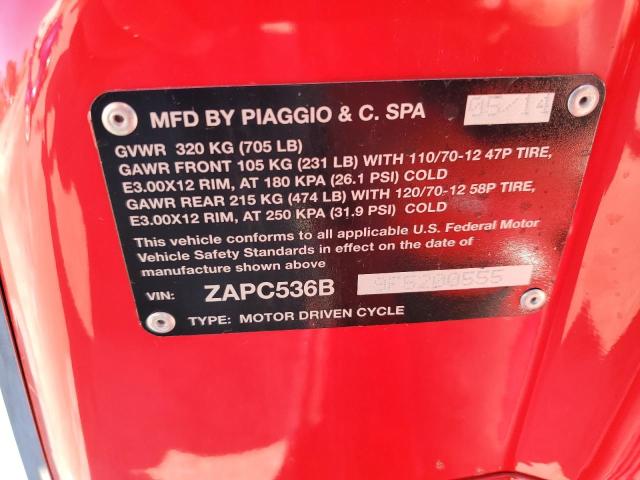 MFD BY PIAGGIO & C. SPA 05/14
GVWR 320 KG (705 LB)
GAWR FRONT 105 KG (231 LB) WITH 110/70-12 47P TIRE,
E3.00X12 RIM, AT 180 KPA (26.1 PSI) COLD
GAWR REAR 215 KG (474 LB) WITH 120/70-12 58P TIRE,
E3.00X12 RIM, AT 250 KPA (31.9 PSI) COLD
This vehicle conforms to all applicable U.S. Federal Motor
Vehicle Safety Standards in effect on the date of
manufacture shown above
VIN: ZAPC536B
TYPE: MOTOR DRIVEN CYCLE